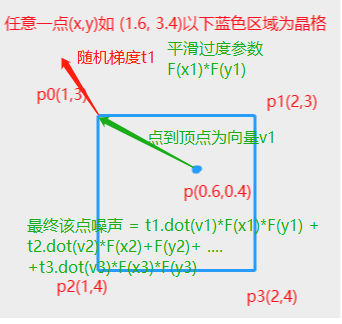 任意一点(x,y)如 (1.6, 3.4)以下蓝色区域为晶格
平滑过度参数
随机梯度t1
F(x1)*F(y1)
p0(1,3)
p1(2,3)
点到顶点为向量v1
p(0.6,0.4)
最终该点噪声 = t1.dot(v1)*F(x1)*F(y1) +
t2.dot(v2)*F(x2)+F(y2)+ ....
+t3.dot(v3)*F(x3)*F(y3)
p2(1,4)
p3(2,4)